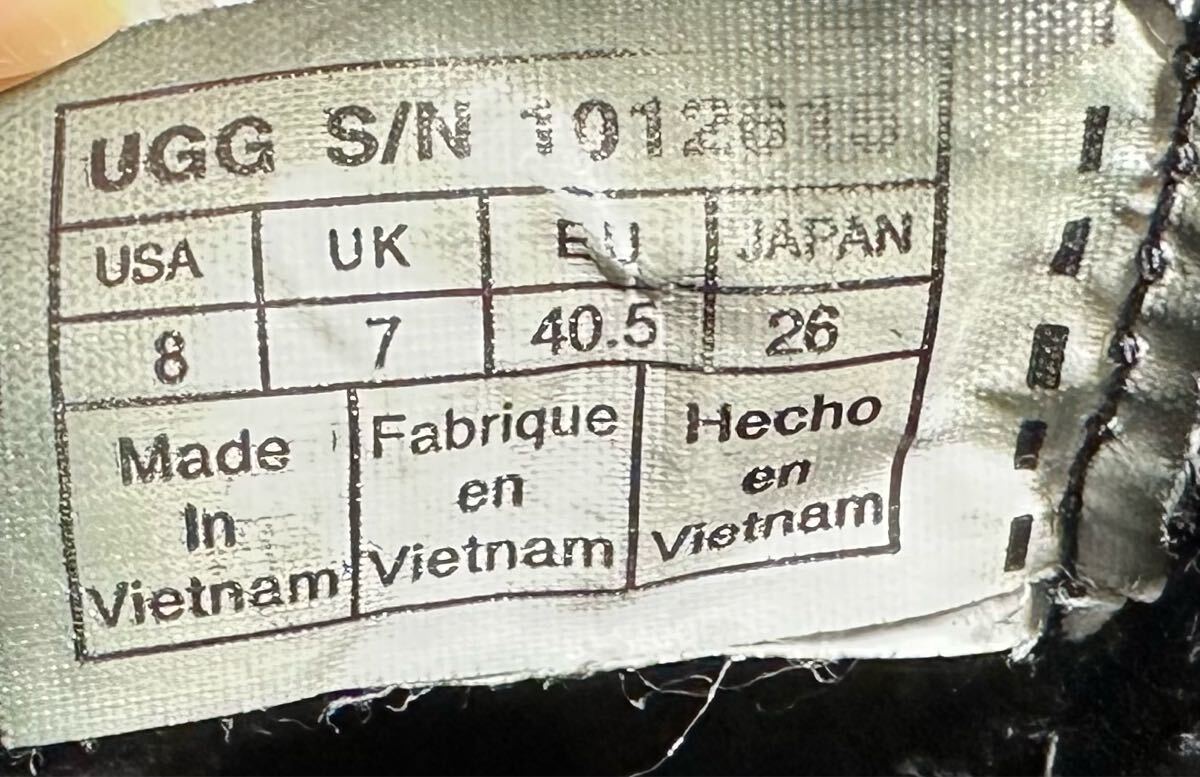 UGG S/N
USA UK EU JAPAN
8 7 40.5 26
Made
In
Vietnam
Fabrique
en
Vietnam
Hecho
en
Vietnam